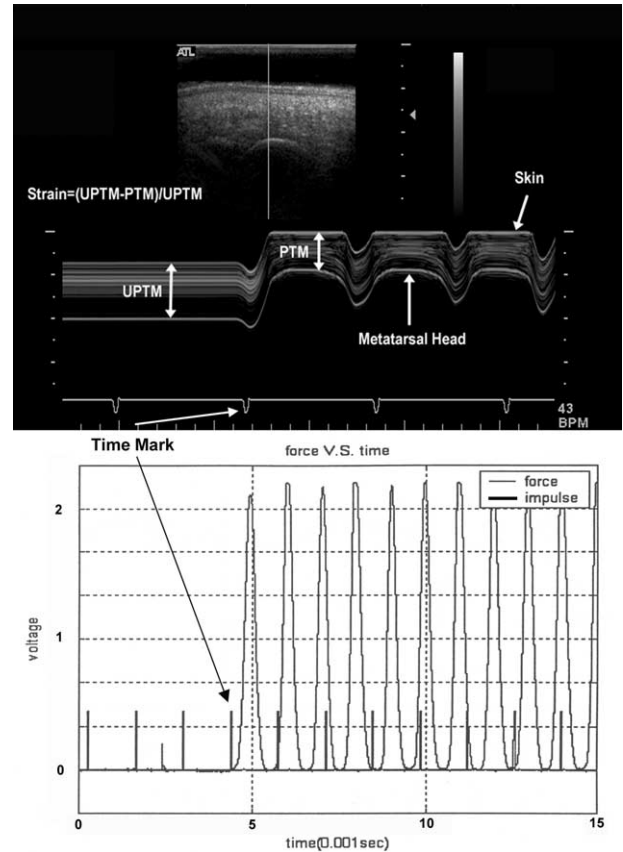 ATL
Skin
Strain=(UPTM-PTM)/UPTM
PTM
UPTM
Metatarsal Head
43
BPM
Time Mark
force V.S. time
force
impulse
2
1
0
voltage
0 5 10 15
time(0.001sec)